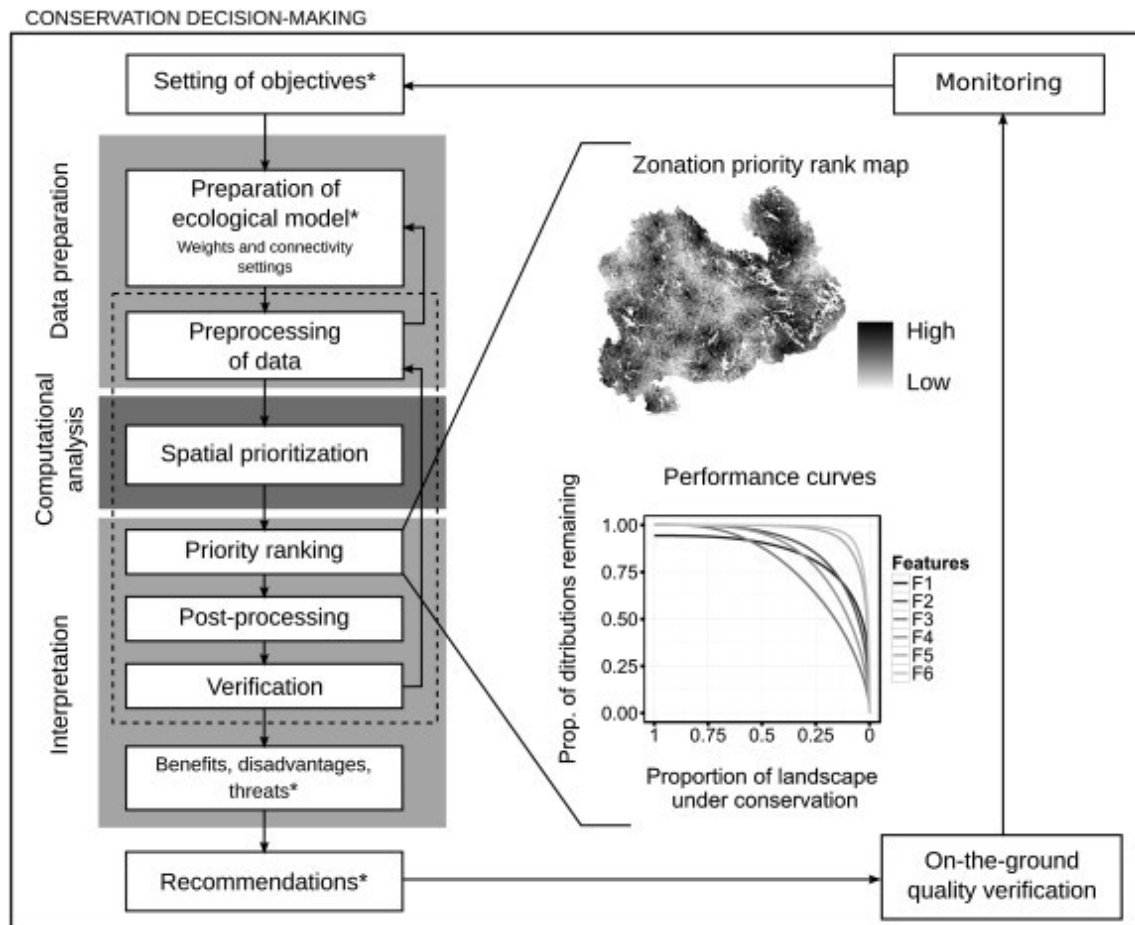 CONSERVATION DECISION-MAKING
Setting of objectives*
Monitoring
Data preparation
Preparation of
ecological model*
Weights and connectivity
settings
Preprocessing
of data
Computational
analysis
Spatial prioritization
Interpretation
Priority ranking
Post-processing
Verification
Benefits, disadvantages,
threats*
Recommendations*
Zonation priority rank map
High
Low
Performance curves
Prop. of ditributions remaining
1.00
0.75
0.50
0.25
0.00
1 0.75 0.5 0.25 0
Proportion of landscape
under conservation
Features
F1
F2
F3
F4
F5
F6
On-the-ground
quality verification